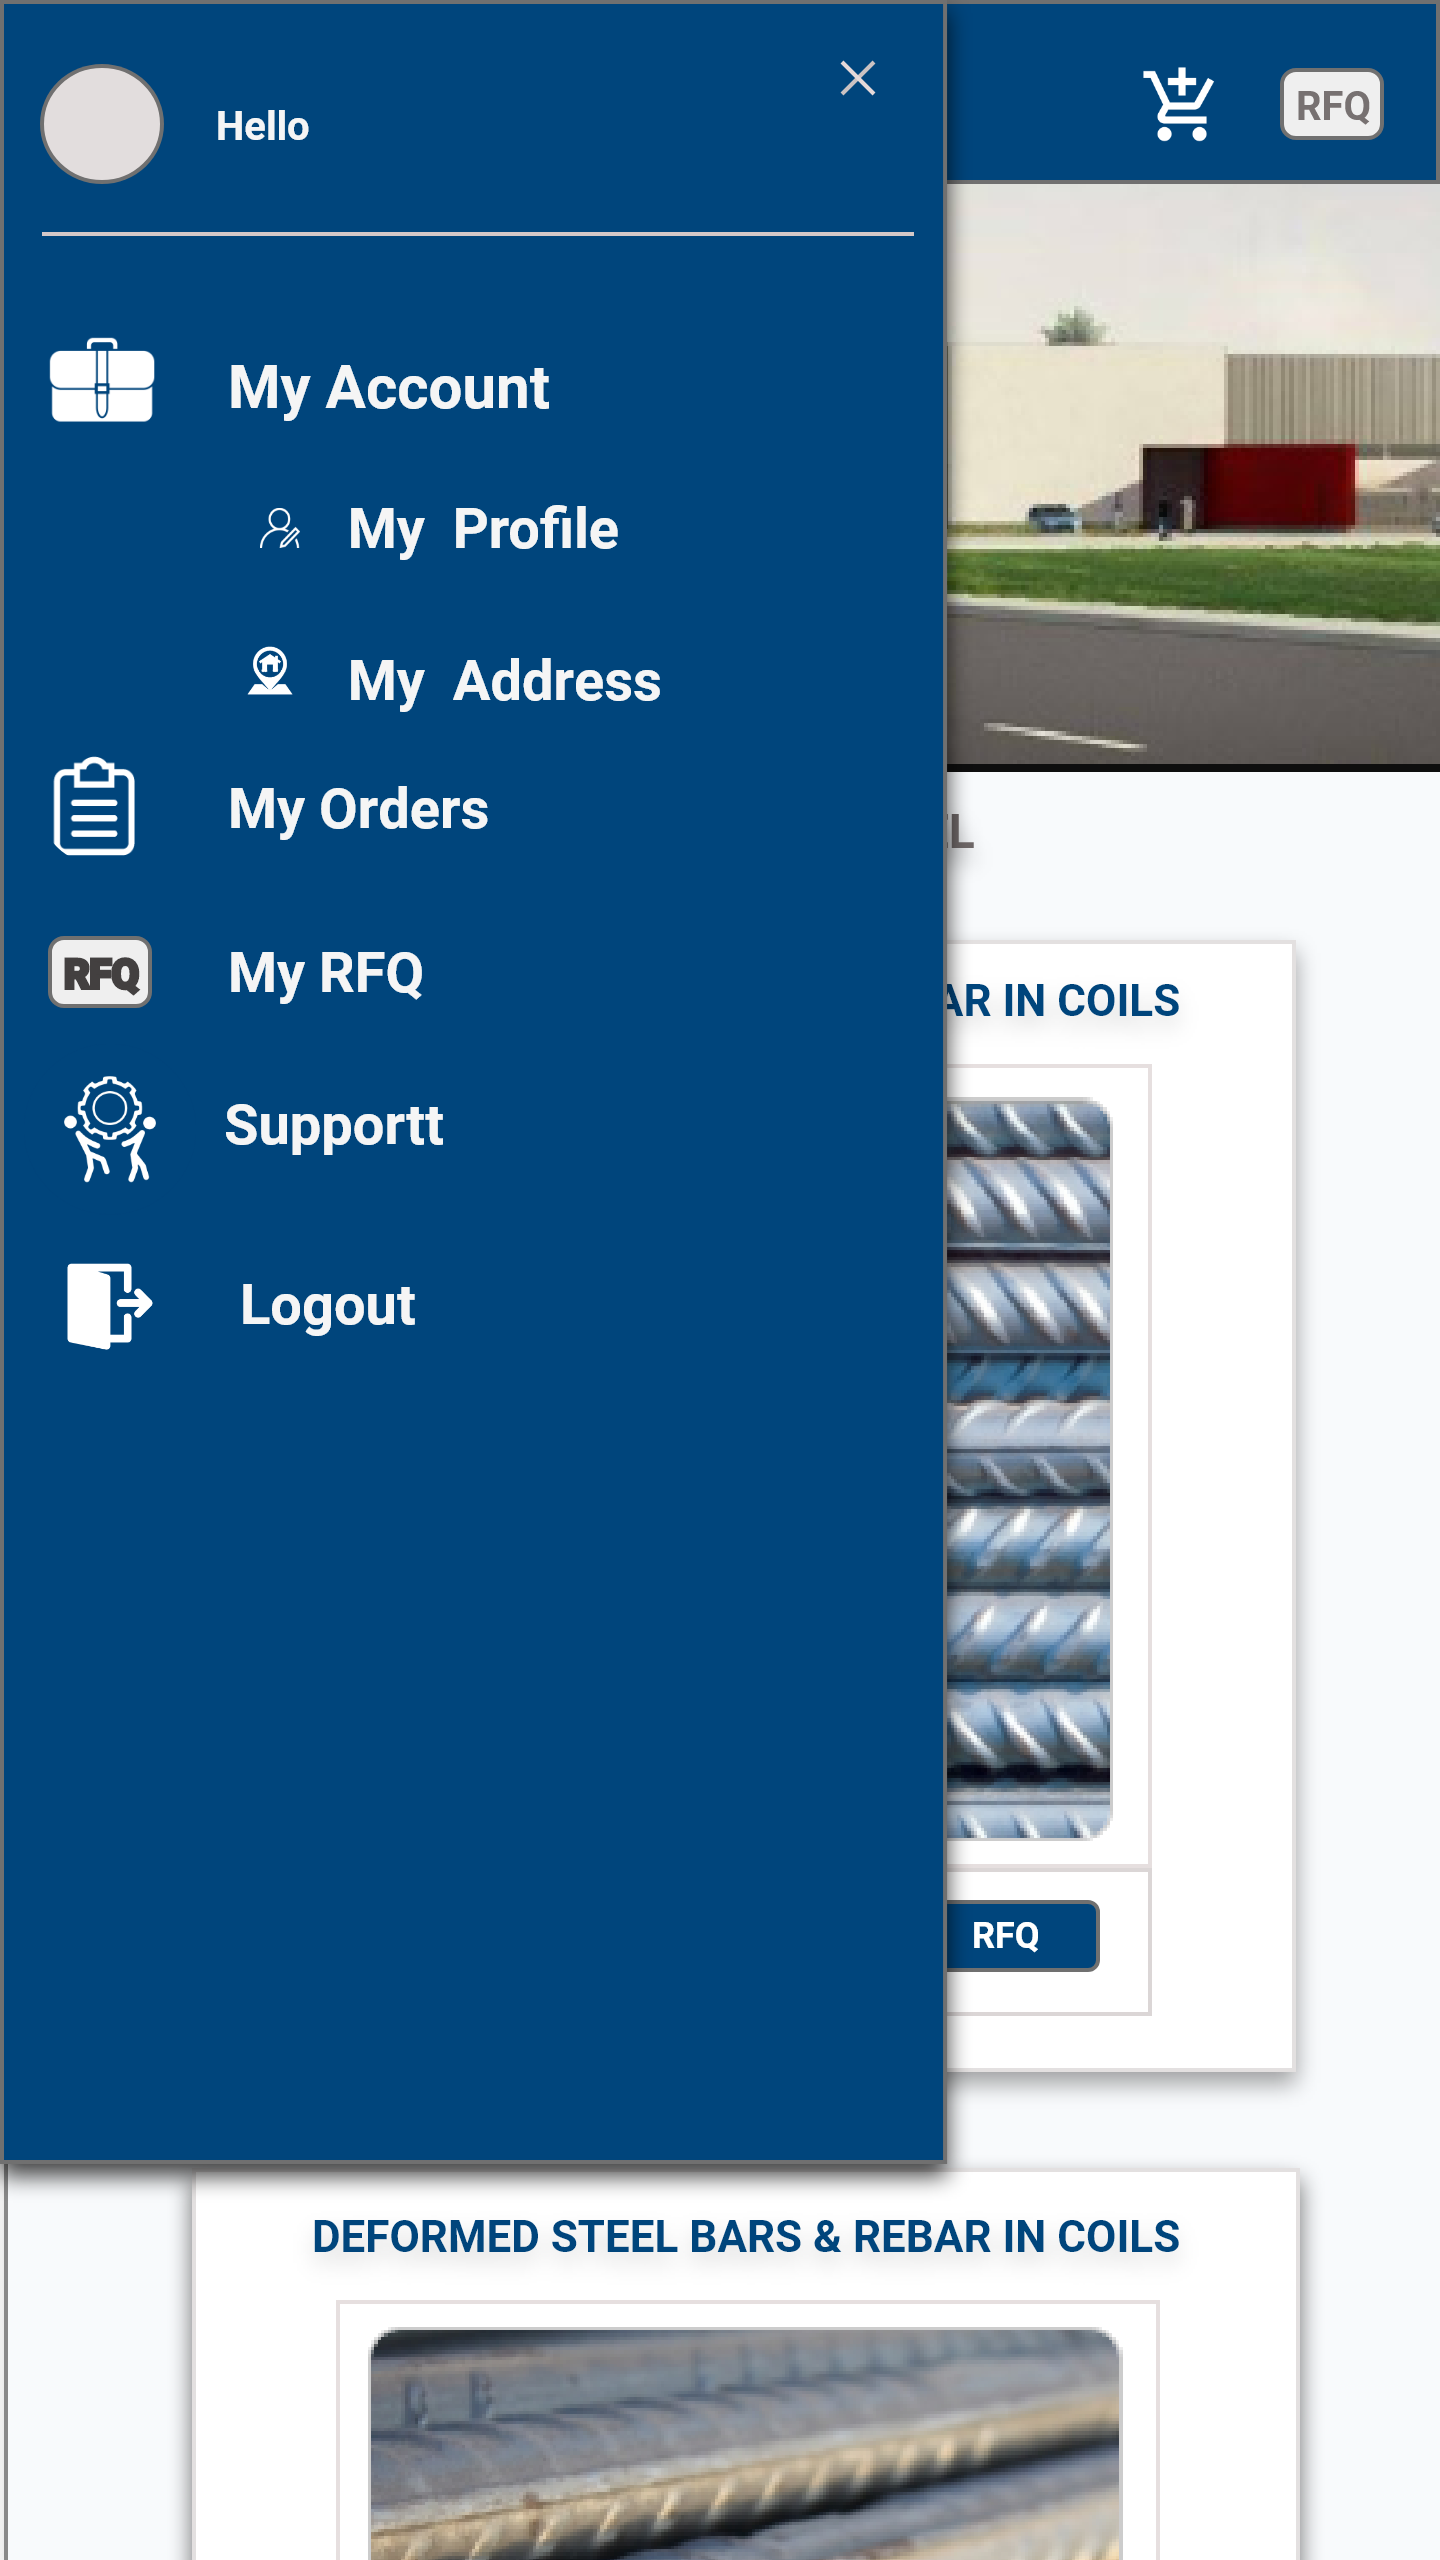 Hello
RFQ
My Account
My Profile
My Address
My Orders
L
RFQ My RFQ
AR IN COILS
Supportt
Logout
RFQ
DEFORMED STEEL BARS & REBAR IN COILS